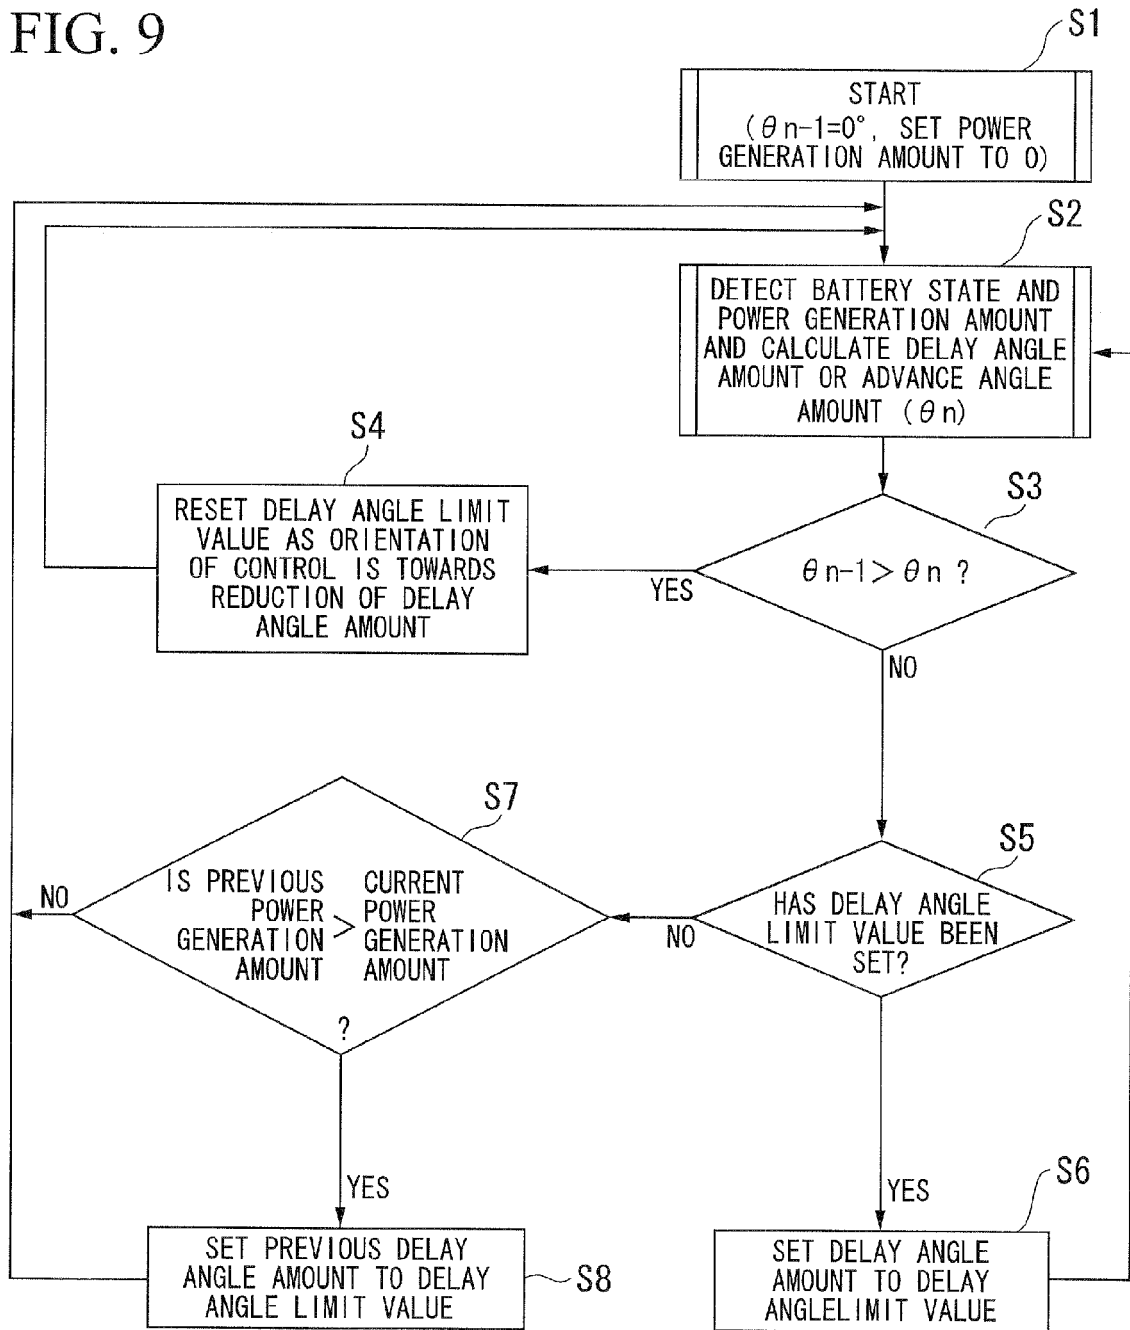 FIG. 9
S1
START
(θn-1=0°, SET POWER
GENERATION AMOUNT TO 0)
S2
DETECT BATTERY STATE AND
POWER GENERATION AMOUNT
AND CALCULATE DELAY ANGLE
AMOUNT OR ADVANCE ANGLE
AMOUNT (θn)
S3
θn-1>θn ?
YES
NO
S4
RESET DELAY ANGLE LIMIT
VALUE AS ORIENTATION
OF CONTROL IS TOWARDS
REDUCTION OF DELAY
ANGLE AMOUNT
S5
HAS DELAY ANGLE
LIMIT VALUE BEEN
SET?
NO
YES
S7
IS PREVIOUS
POWER
GENERATION
AMOUNT
>
CURRENT
POWER
GENERATION
AMOUNT
?
NO
YES
S6
SET DELAY ANGLE
AMOUNT TO DELAY
ANGLELIMIT VALUE
S8
SET PREVIOUS DELAY
ANGLE AMOUNT TO DELAY
ANGLE LIMIT VALUE